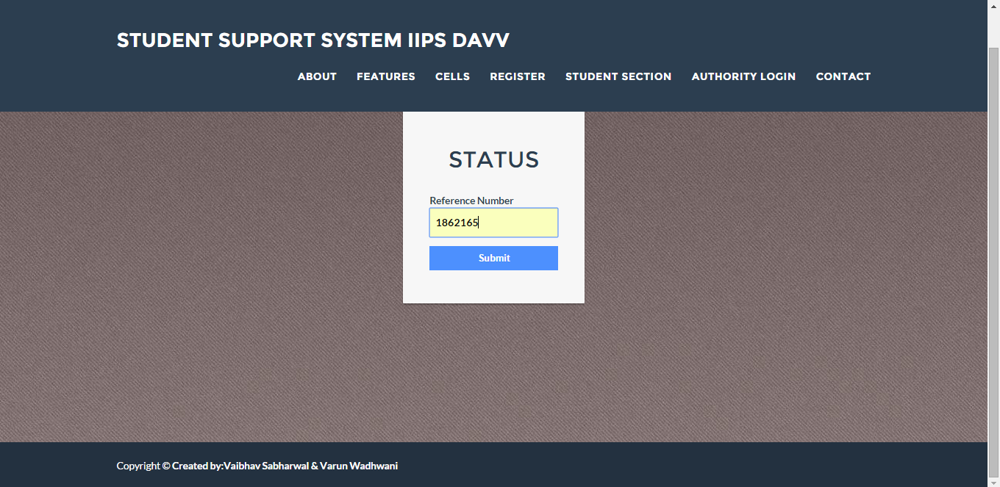 STUDENT SUPPORT SYSTEM IIPS DAVV
ABOUT FEATURES CELLS REGISTER STUDENT SECTION AUTHORITY LOGIN CONTACT
STATUS
Reference Number
1862165
Submit
Copyright © Created by:Vaibhav Sabharwal & Varun Wadhwani